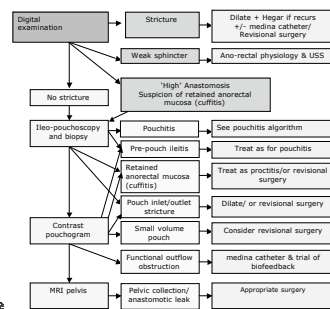 Digital
examination
Stricture
Dilate + Hegar if recurs
+/- medina catheter/
Revisional surgery
Weak sphincter
Ano-rectal physiology & USS
'High' Anastomosis
Suspicion of retained anorectal
mucosa (cuffitis)
No stricture
Ileo-pouchoscopy
and biopsy
Pouchitis
See pouchitis algorithm
Pre-pouch ileitis
Treat as for pouchitis
Retained
anorectal mucosa
(cuffitis)
Treat as proctitis/or revisional
surgery
Pouch inlet/outlet
stricture
Dilate/ or revisional surgery
Contrast
pouchogram
Small volume
pouch
Consider revisional surgery
Functional outflow
obstruction
medina catheter & trial of
biofeedback
MRI pelvis
Pelvic collection/
anastomotic leak
Appropriate surgery
e